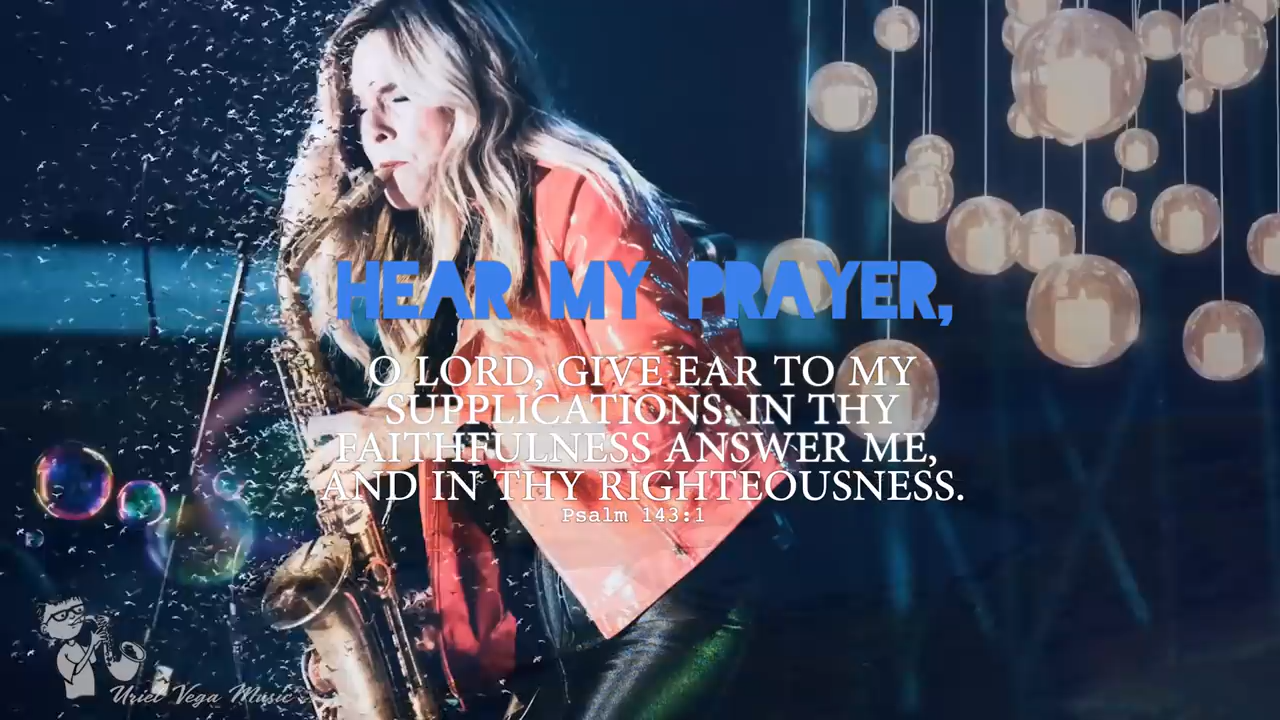 HEAR MY PRAYER,
O LORD, GIVE EAR TO MY
SUPPLICATIONS: IN THY
FAITHFULNESS ANSWER ME,
AND IN THY RIGHTEOUSNESS.
Psalm 143:1
Uriel Vega Music